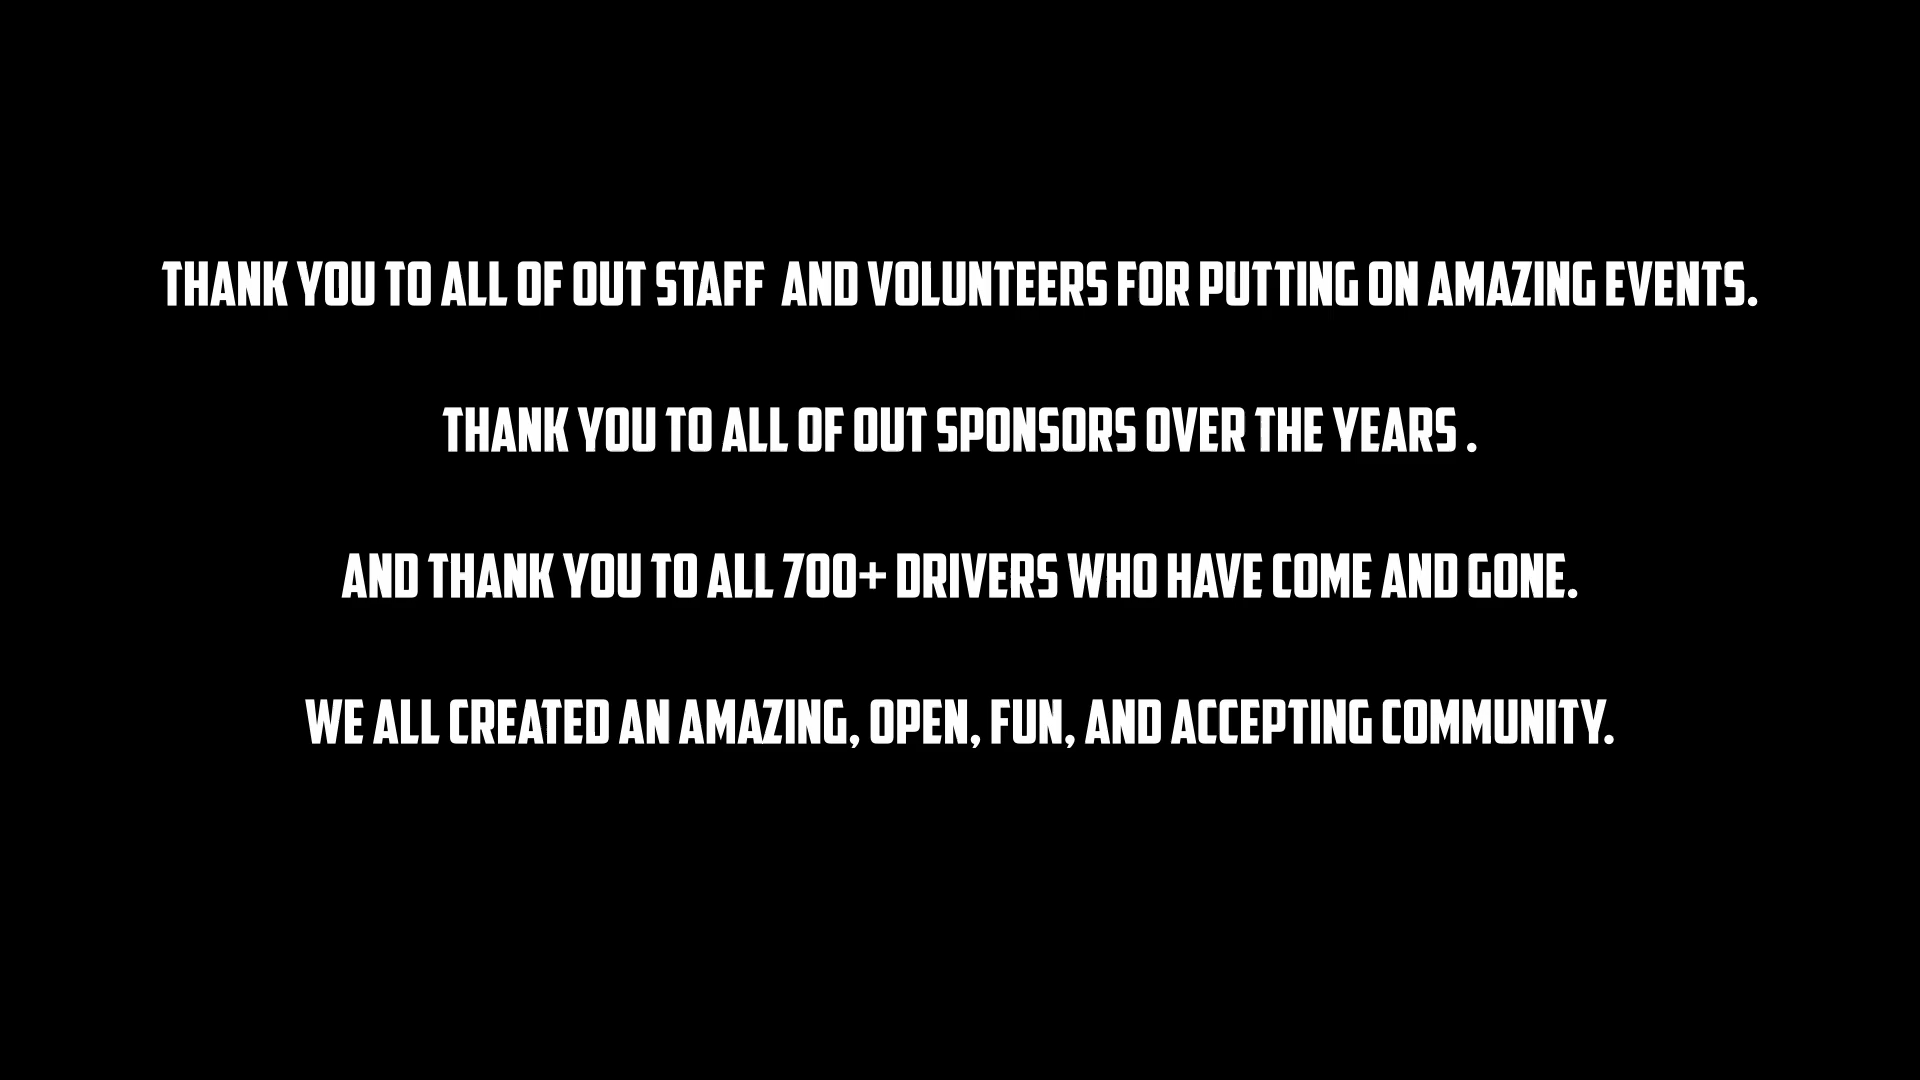 THANK YOU TO ALL OF OUT STAFF  AND VOLUNTEERS FOR PUTTING ON AMAZING EVENTS.
THANK YOU TO ALL OF OUT SPONSORS OVER THE YEARS .
AND THANK YOU TO ALL 700+ DRIVERS WHO HAVE COME AND GONE.
WE ALL CREATED AN AMAZING, OPEN, FUN, AND ACCEPTING COMMUNITY.